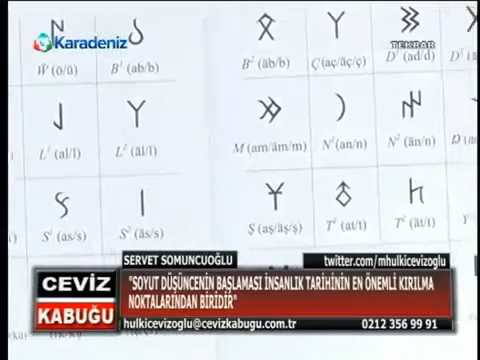 Karadeniz
TEKRAR
𐰇 𐰉 𐰋 𐰲 𐰓
W (ö/ü) B¹ (ab/b) B² (äb/b) Ç (aç/äç/ç) D¹ (ad/d) D²
𐰞 𐰠 𐰢 𐰣 𐰤
L¹ (al/l) L² (äl/l) M (am/äm/m) N¹ (an/n) N² (än/n)
S¹ (as/s) S² (äs/s) Ş (aş/äş/ş) T¹ (at/t) T² (ät/t)
SERVET SOMUNCUOĞLU
twitter.com/mhulkicevizoglu
CEVİZ
KABUĞU
"SOYUT DÜŞÜNCENİN BAŞLAMASI İNSANLIK TARİHİNİN EN ÖNEMLİ KIRILMA
NOKTALARINDAN BİRİDİR"
hulkicevizoglu@cevizkabugu.com.tr
0212 356 99 91